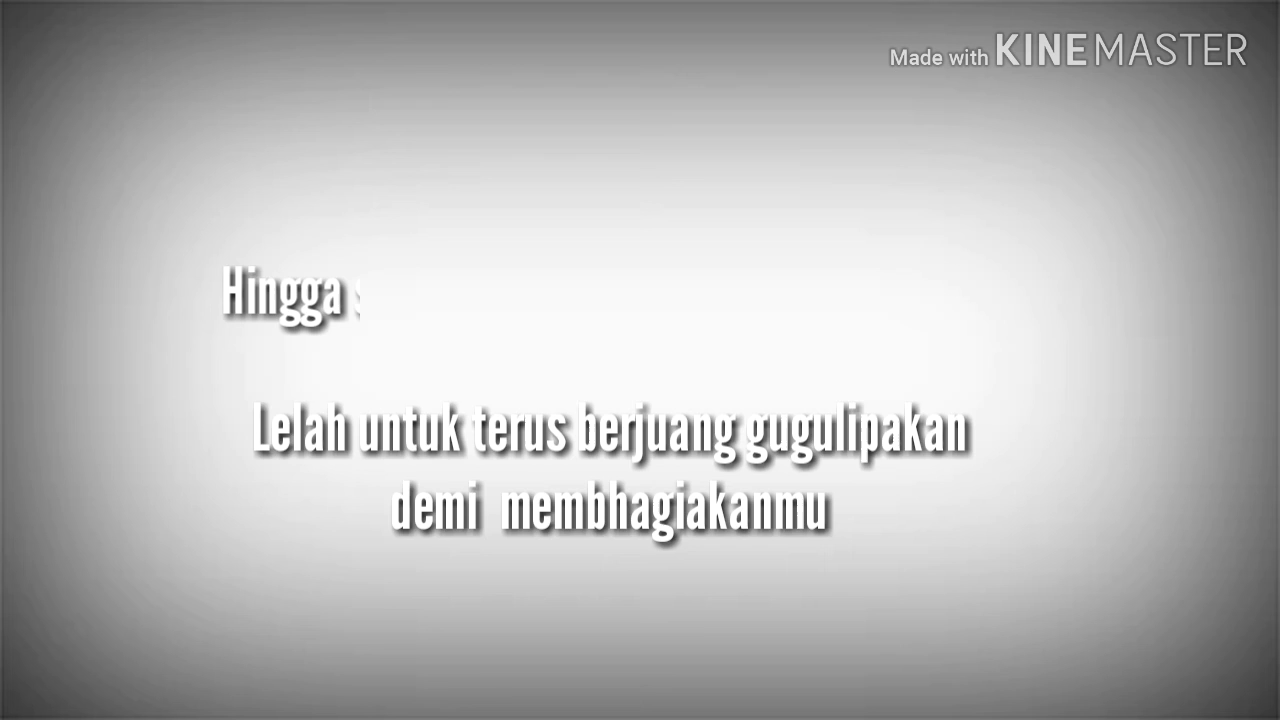 Made with KINEMASTER
Hingga
Lelah untuk terus berjuang gugulipakan
demi membhagiakanmu